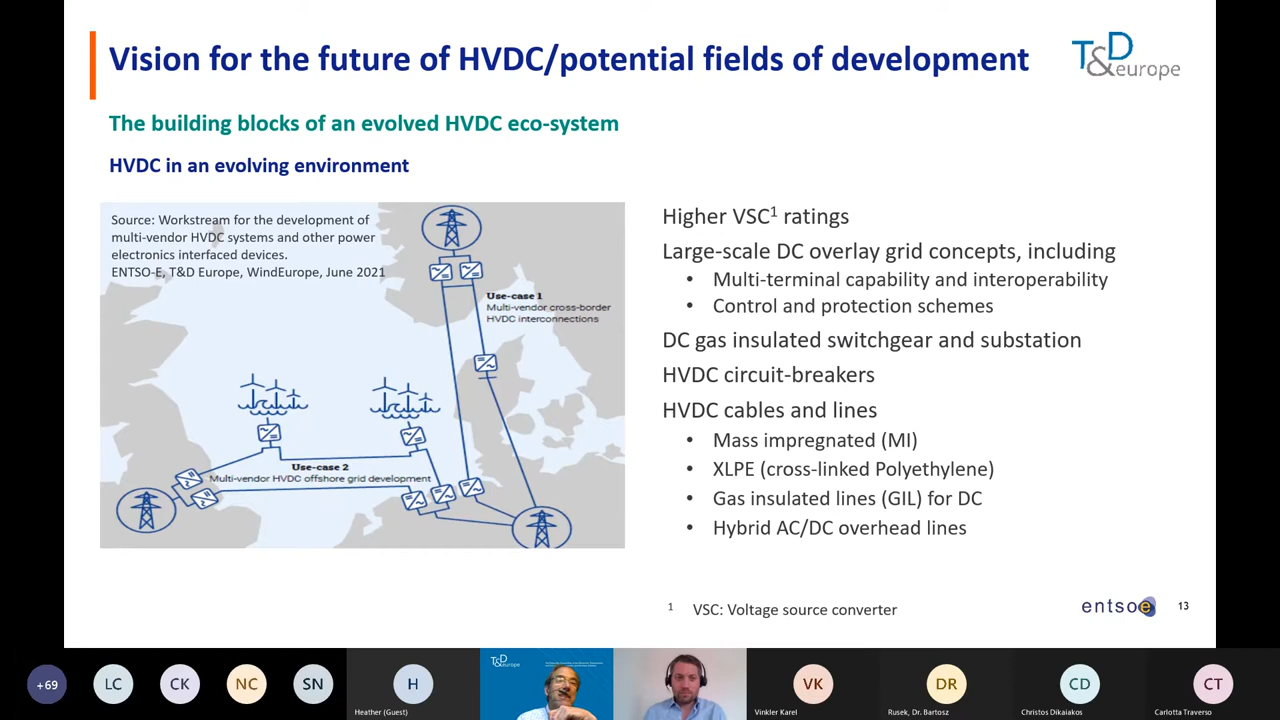 Vision for the future of HVDC/potential fields of development
T&D
europe
The building blocks of an evolved HVDC eco-system
HVDC in an evolving environment
Source: Workstream for the development of
multi-vendor HVDC systems and other power
electronics interfaced devices.
ENTSO-E, T&D Europe, WindEurope, June 2021
Use-case 1
Multi-vendor cross-border
HVDC interconnections
Use-case 2
Multi-vendor HVDC offshore grid development
Higher VSC¹ ratings
Large-scale DC overlay grid concepts, including
• Multi-terminal capability and interoperability
• Control and protection schemes
DC gas insulated switchgear and substation
HVDC circuit-breakers
HVDC cables and lines
• Mass impregnated (MI)
• XLPE (cross-linked Polyethylene)
• Gas insulated lines (GIL) for DC
• Hybrid AC/DC overhead lines
1 VSC: Voltage source converter
entsoe
13
+69
LC
CK
NC
SN
H
Heather (Guest)
T&D
europe
VK
Vinkler Karel
DR
Rusek, Dr. Bartosz
CD
Christos Dikaiakos
CT
Carlotta Traverso